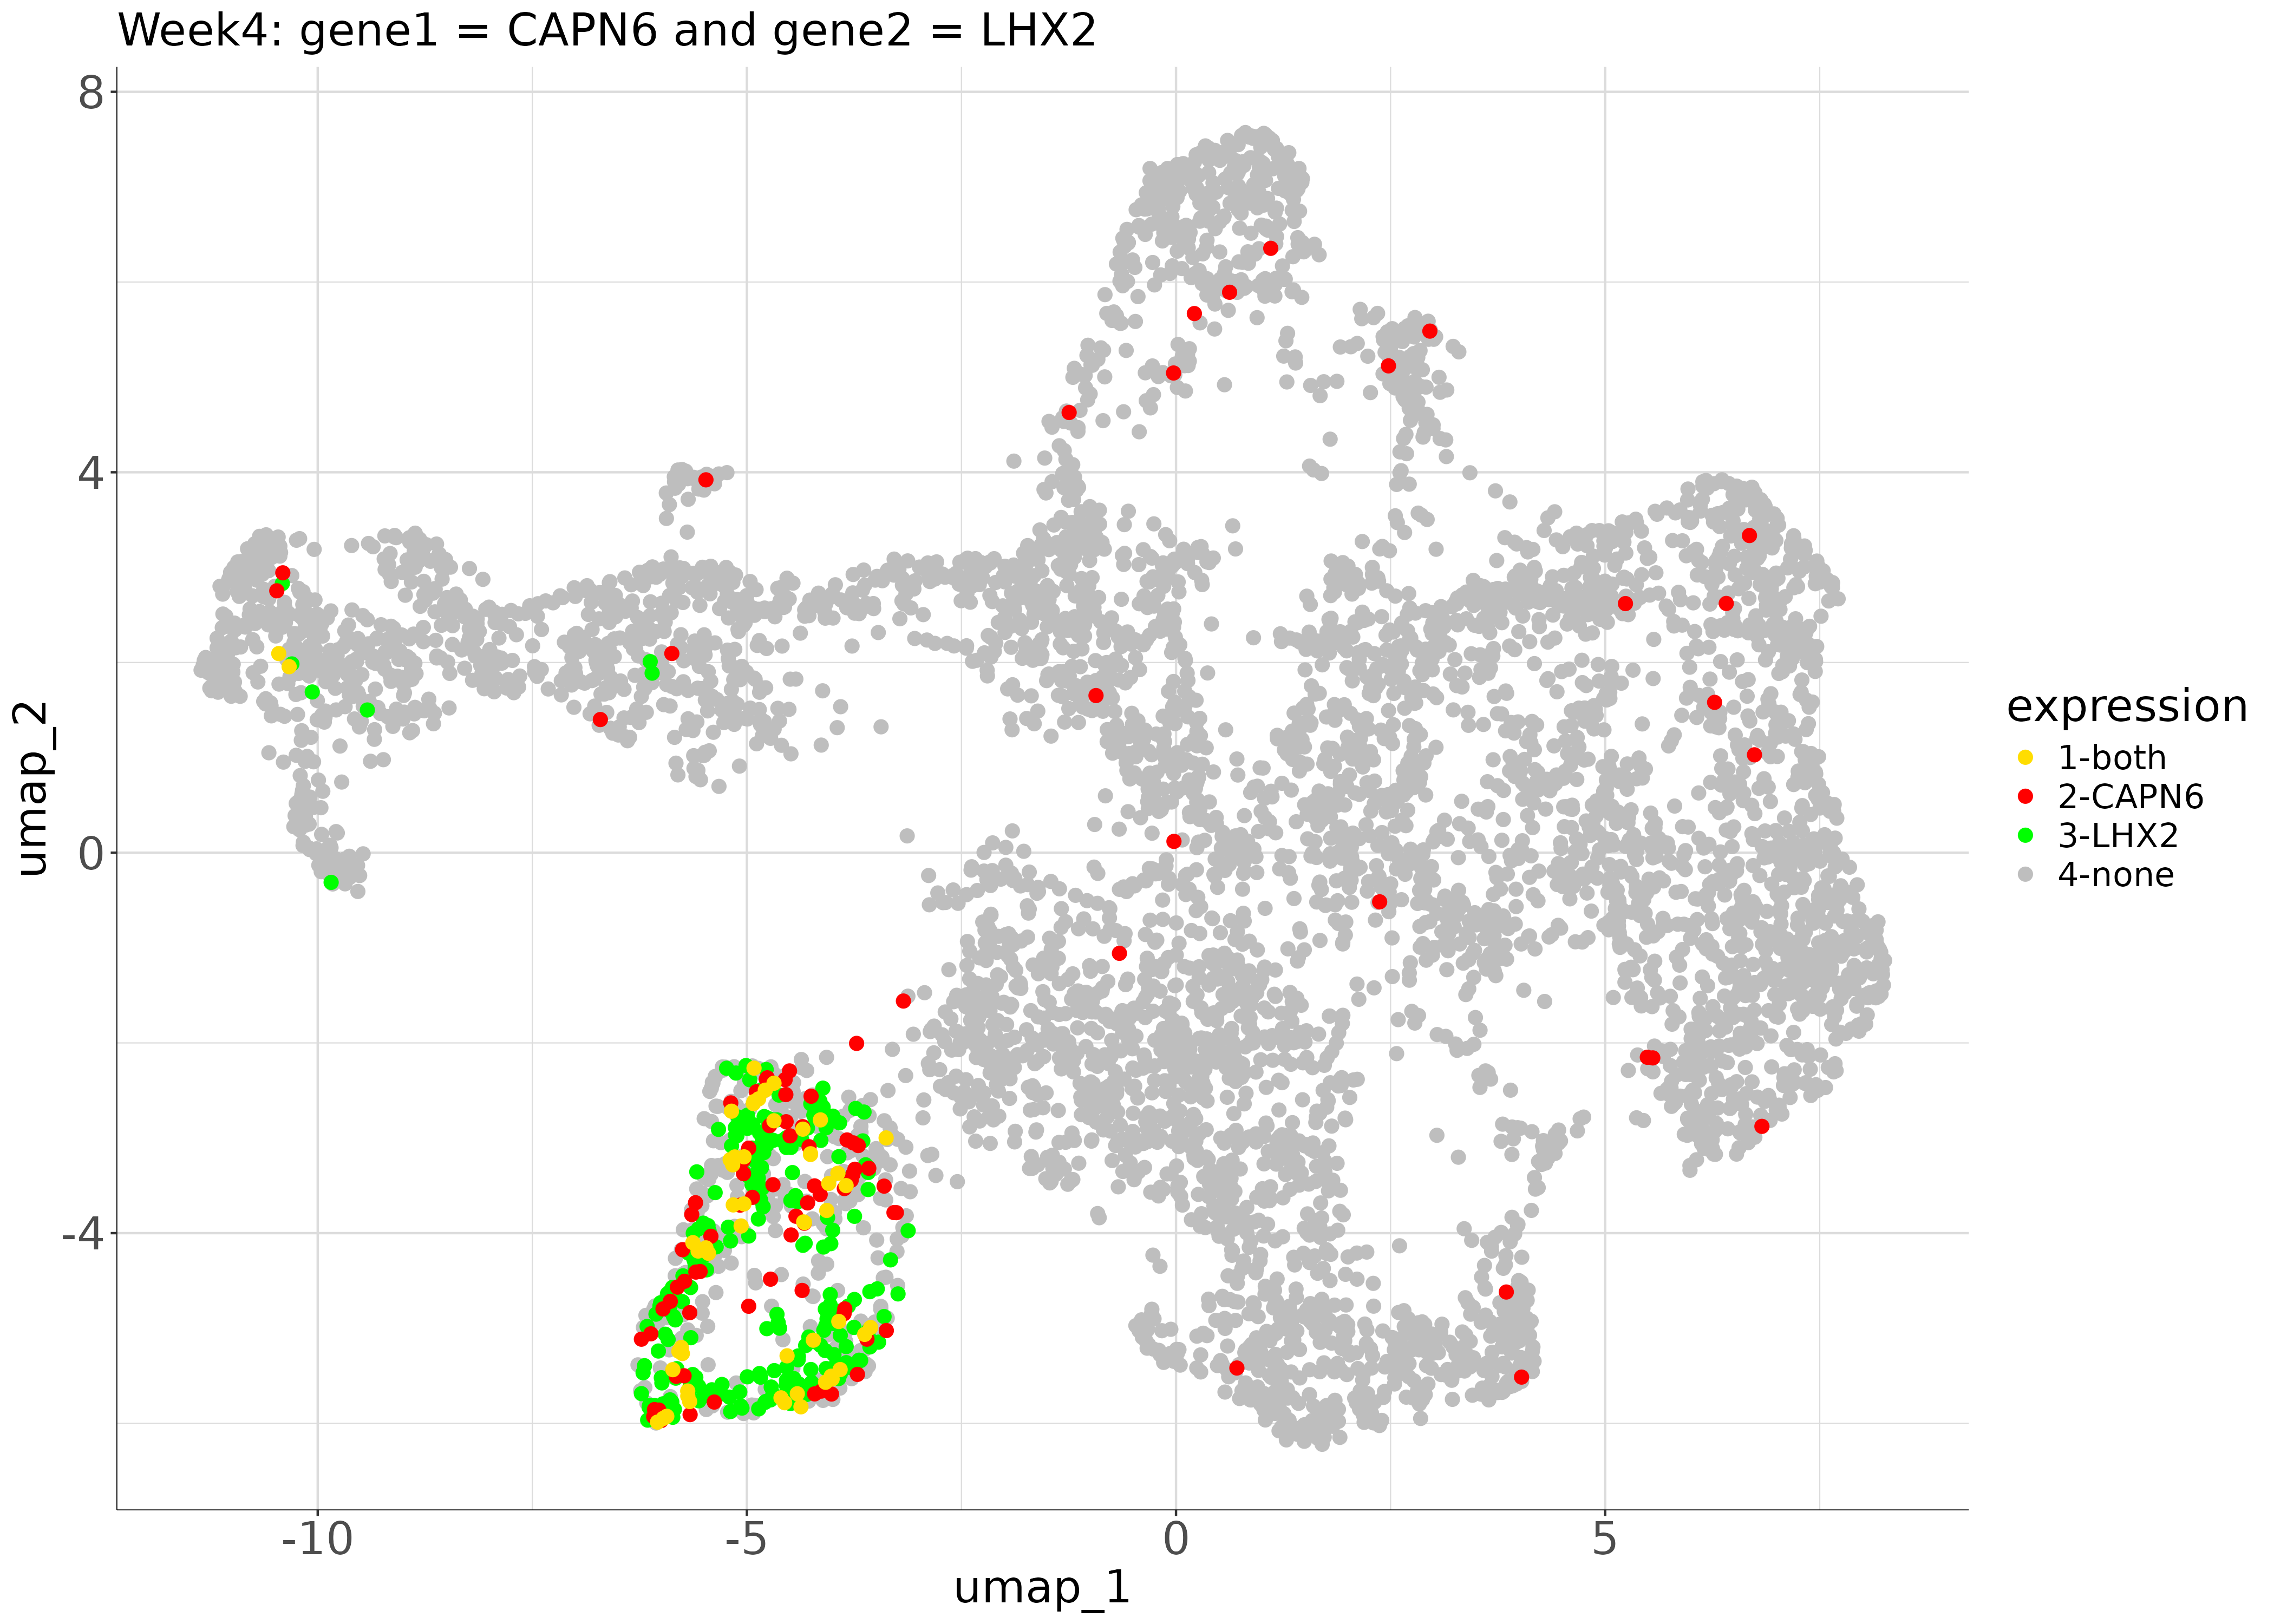 Week4: gene1 = CAPN6 and gene2 = LHX2
8
4
0
-4
umap_2
-10
-5
0
5
umap_1
expression
1-both
2-CAPN6
3-LHX2
4-none